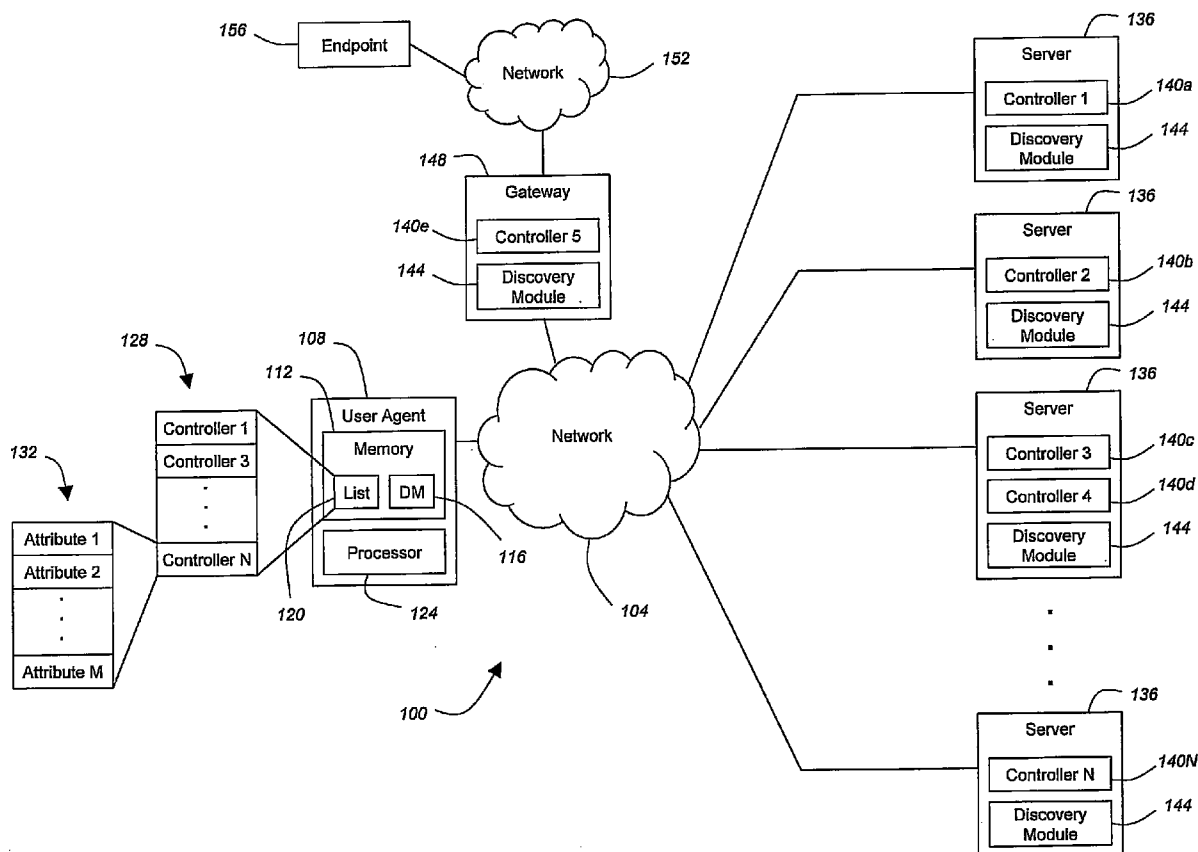 156
Endpoint
Network
152
148
Gateway
140e
Controller 5
144
Discovery
Module
136
Server
Controller 1
140a
Discovery
Module
144
136
Server
Controller 2
140b
Discovery
Module
144
136
Server
Controller 3
140c
Controller 4
140d
Discovery
Module
144
136
Server
Controller N
140N
Discovery
Module
144
Network
104
108
112
User Agent
Memory
List
DM
Processor
120
124
116
128
Controller 1
Controller 3
Controller N
132
Attribute 1
Attribute 2
Attribute M
100